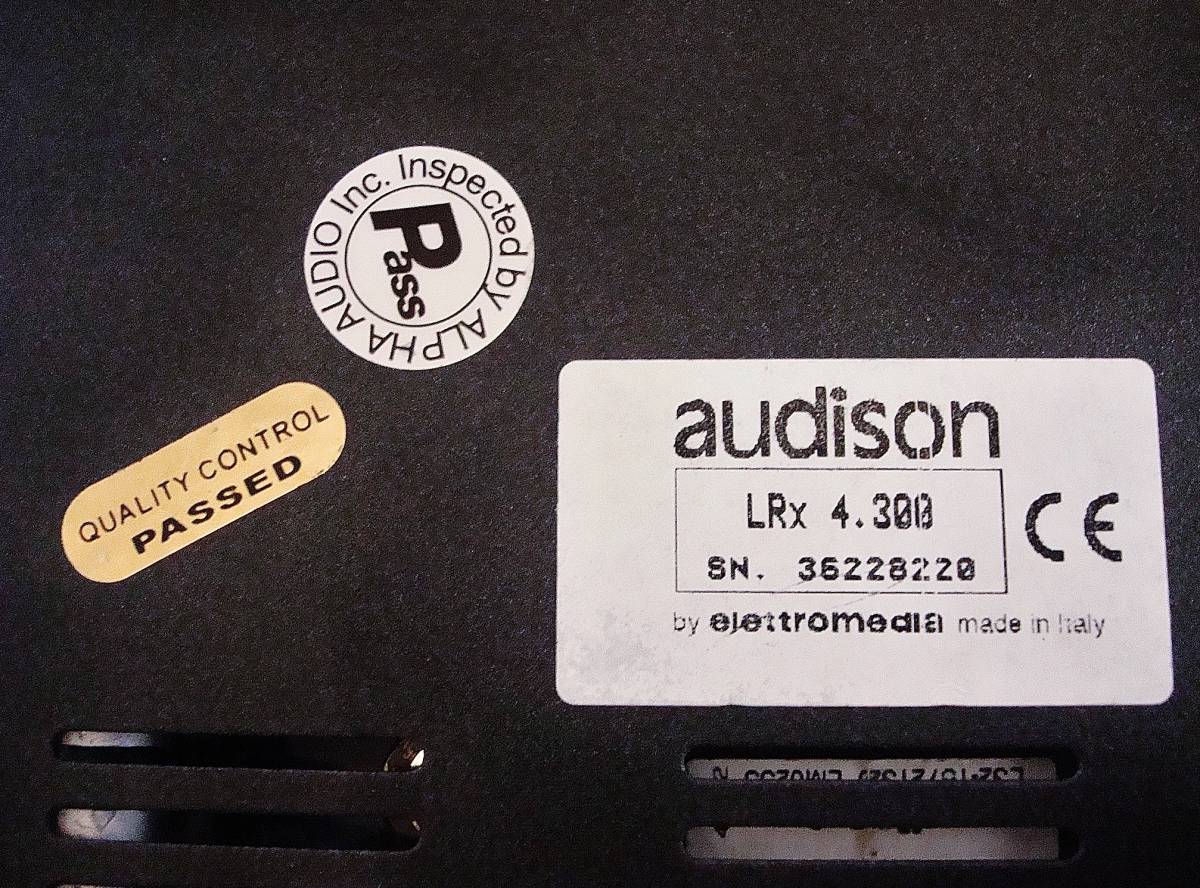 ALPHA AUDIO Inc. Inspected by
Pass
QUALITY CONTROL
PASSED
audison
LRx 4.300
SN. 36228220
CE
by elettromedia made in Italy